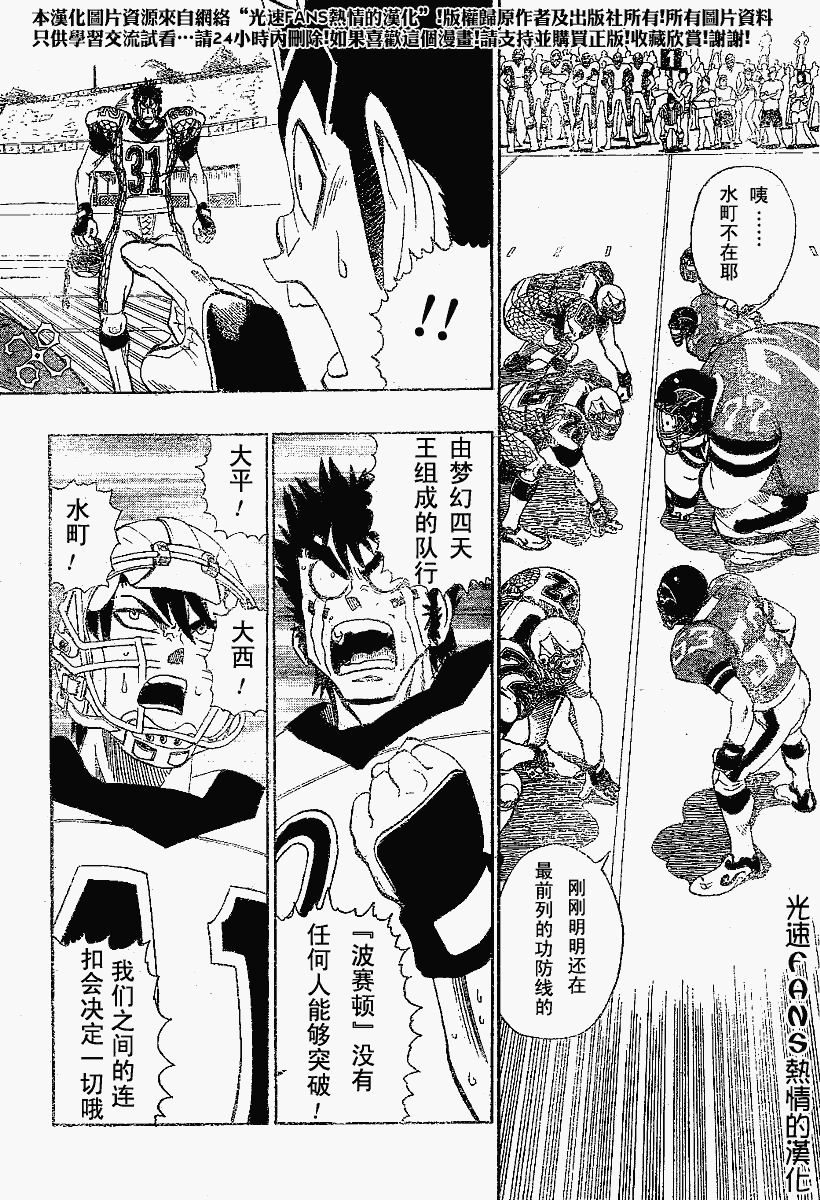 本漢化圖片資源來自網絡“光速FANS熱情的漢化”!版權歸原作者及出版社所有!所有圖片資料
只供學習交流試看…請24小時內刪除!如果喜歡這個漫畫!請支持並購買正版!收藏欣賞!謝謝!
咦……
水町不在耶
刚刚明明还在
最前列的功防线的
31
!!
77
53
由梦幻四天
王组成的队行
『波赛顿』没有
任何人能够突破!
大平!
水町!
大西!
我们之间的连
扣会决定一切哦
光速FANS熱情的漢化